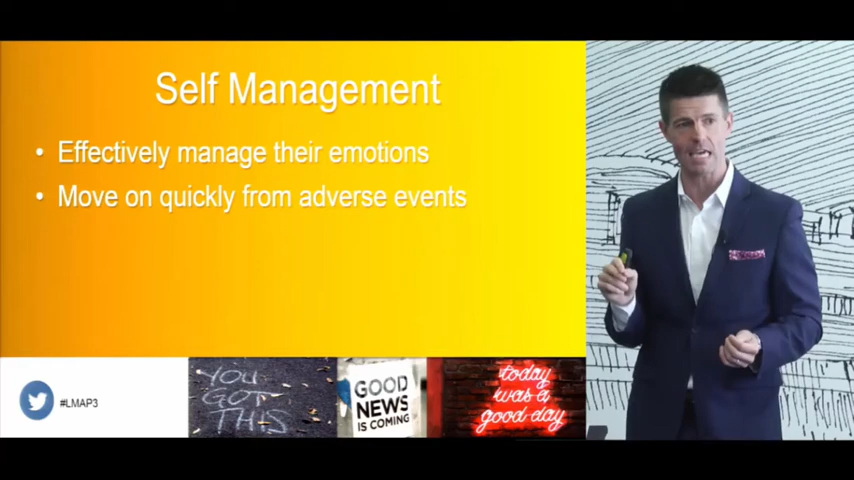 Self Management
• Effectively manage their emotions
• Move on quickly from adverse events
#LMAP3
YOU
GOT
THIS
GOOD
NEWS
IS COMING
today
was a
good day